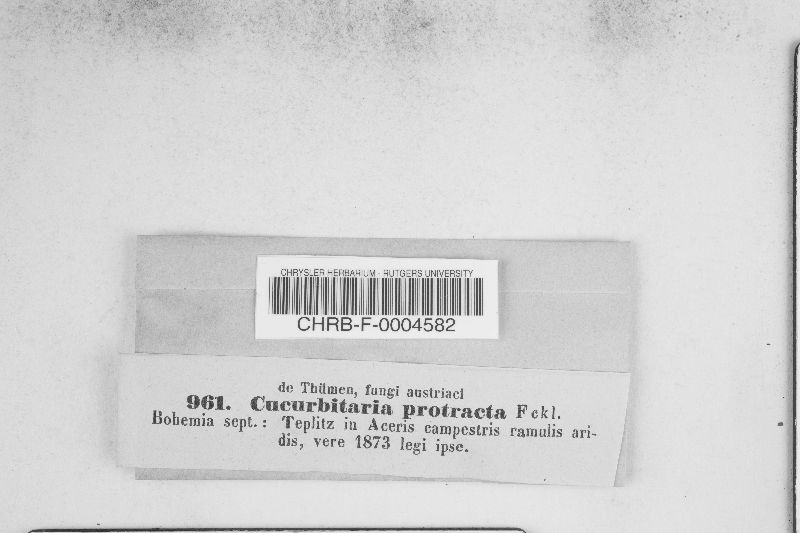 CHRYSLER HERBARIUM - RUTGERS UNIVERSITY
CHRB-F-0004582
de Thümen, fungi austriaci
961. Cucurbitaria protracta Fckl.
Bohemia sept.: Teplitz in Aceris campestris ramulis ari-
dis, vere 1873 legi ipse.